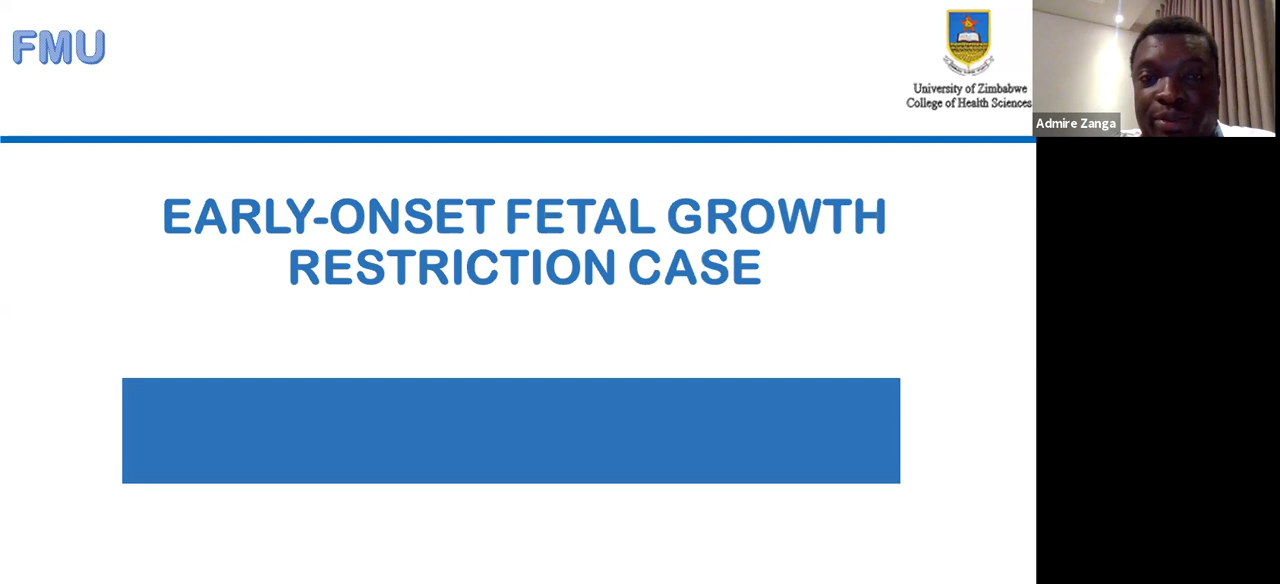 FMU
University of Zimbabwe
College of Health Sciences
Admire Zanga
EARLY-ONSET FETAL GROWTH
RESTRICTION CASE